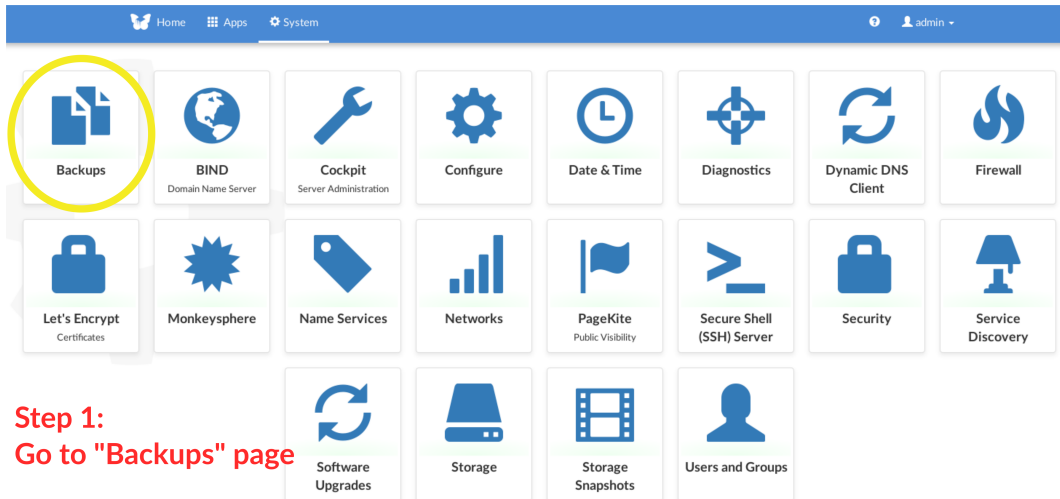 Home Apps System admin
Backups BIND Cockpit Configure Date & Time Diagnostics Dynamic DNS Firewall
Domain Name Server Server Administration Client
Let's Encrypt Monkeysphere Name Services Networks PageKite Secure Shell Security Service
Certificates Public Visibility (SSH) Server Discovery
Step 1:
Go to "Backups" page
Software Storage Storage Users and Groups
Upgrades Snapshots